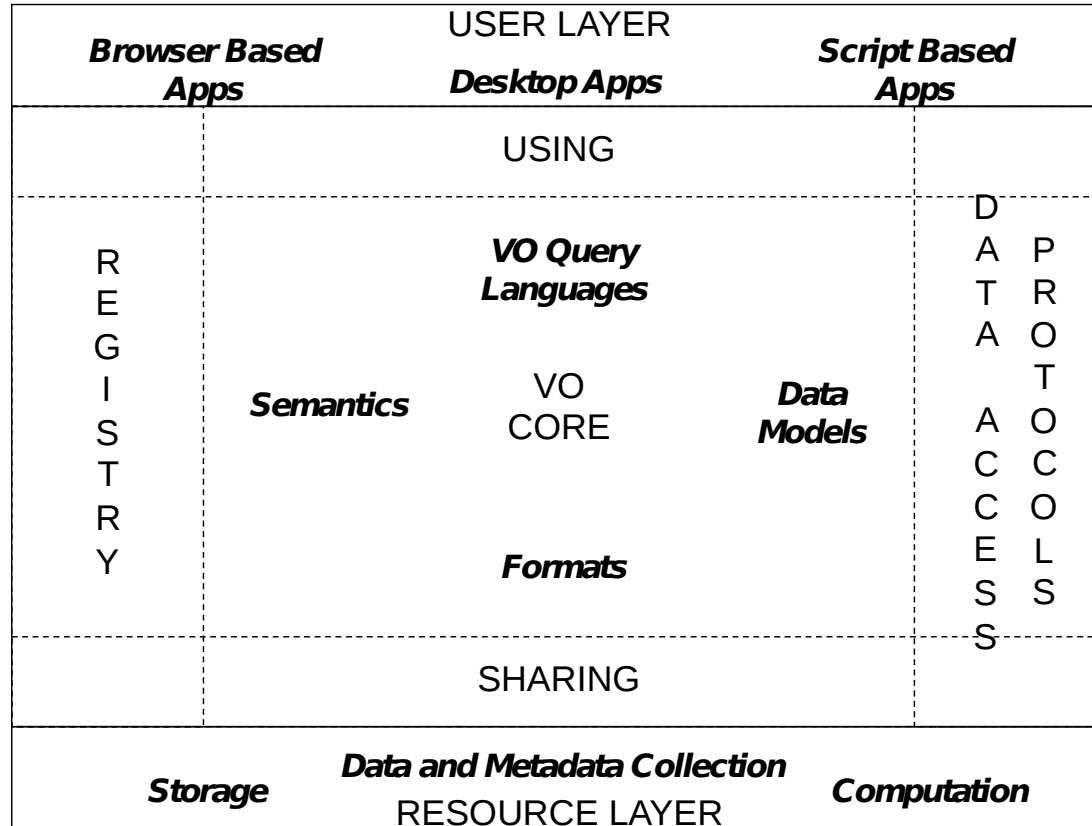 USER LAYER
Browser Based
Apps
Desktop Apps
Script Based
Apps
USING
REGISTRY
VO Query
Languages
Semantics
VO
CORE
Data
Models
Formats
DATA ACCESS
PROTOCOLS
SHARING
Storage
Data and Metadata Collection
Computation
RESOURCE LAYER